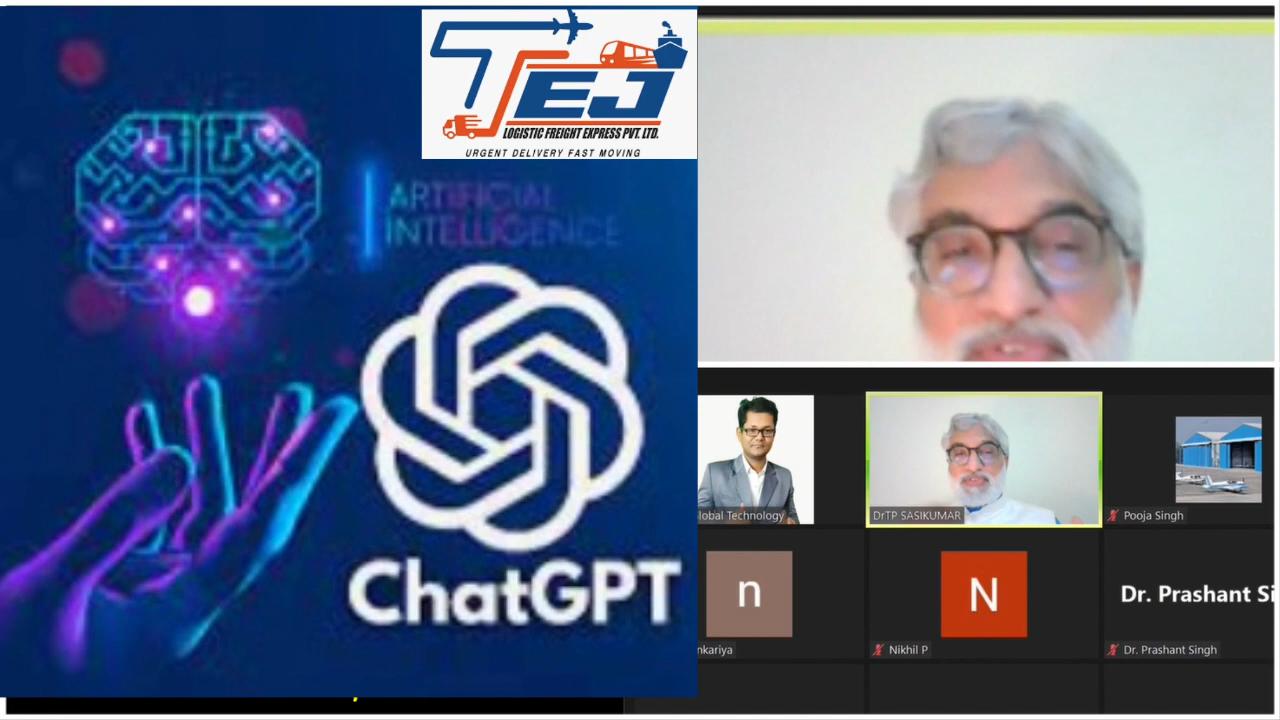 TEJ
LOGISTIC FREIGHT EXPRESS PVT. LTD.
URGENT DELIVERY FAST MOVING
ARTIFICIAL
INTELLIGENCE
ChatGPT
lobal Technology
DrTP SASIKUMAR
Pooja Singh
n
N
Dr. Prashant Si
nkariya
Nikhil P
Dr. Prashant Singh